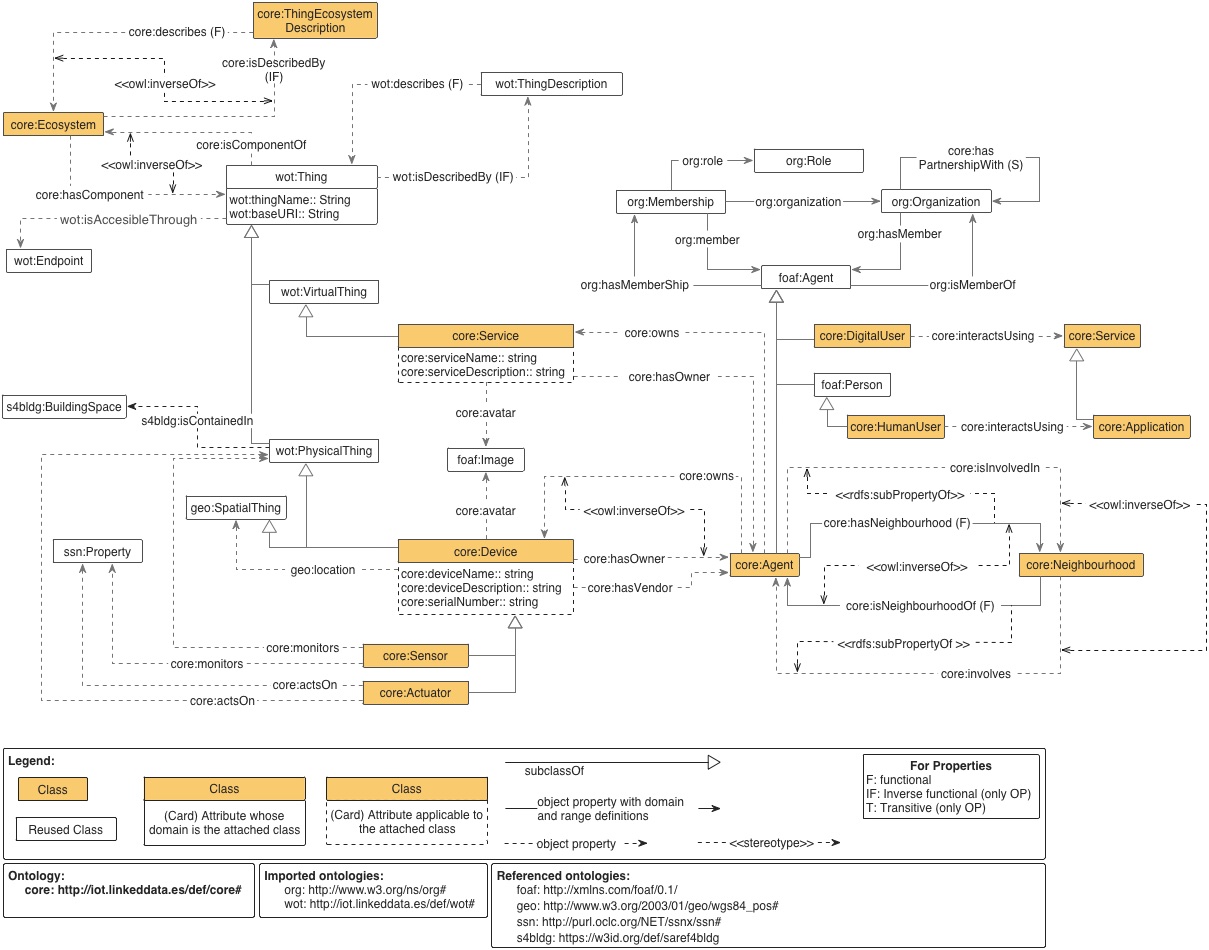 core:ThingEcosystem
Description
core:describes (F)
core:isDescribedBy
(IF)
<<owl:inverseOf>>
wot:describes (F)
wot:ThingDescription
core:Ecosystem
core:isComponentOf
<<owl:inverseOf>>
wot:Thing
wot:isDescribedBy (IF)
core:hasComponent
wot:thingName:: String
wot:baseURI:: String
wot:isAccesibleThrough
wot:Endpoint
core:has
PartnershipWith (S)
org:role
org:Role
org:Membership
org:organization
org:Organization
org:member
org:hasMember
foaf:Agent
org:hasMemberShip
org:isMemberOf
wot:VirtualThing
core:Service
core:serviceName:: string
core:serviceDescription:: string
core:owns
core:hasOwner
core:DigitalUser
core:interactsUsing
core:Service
foaf:Person
core:HumanUser
core:interactsUsing
core:Application
s4bldg:BuildingSpace
s4bldg:isContainedIn
core:avatar
wot:PhysicalThing
foaf:Image
core:owns
core:isInvolvedIn
<<rdfs:subPropertyOf>>
<<owl:inverseOf>>
geo:SpatialThing
core:avatar
<<owl:inverseOf>>
core:hasNeighbourhood (F)
ssn:Property
core:Device
core:hasOwner
core:Agent
<<owl:inverseOf>>
core:Neighbourhood
geo:location
core:deviceName:: string
core:deviceDescription:: string
core:serialNumber:: string
core:hasVendor
core:isNeighbourhoodOf (F)
<<rdfs:subPropertyOf >>
core:monitors
core:Sensor
core:monitors
core:involves
core:actsOn
core:Actuator
core:actsOn
Legend:
Class
Reused Class
Class
(Card) Attribute whose
domain is the attached class
Class
(Card) Attribute applicable to
the attached class
subclassOf
object property with domain
and range definitions
object property
<<stereotype>>
For Properties
F: functional
IF: Inverse functional (only OP)
T: Transitive (only OP)
Ontology:
core: http://iot.linkeddata.es/def/core#
Imported ontologies:
org: http://www.w3.org/ns/org#
wot: http://iot.linkeddata.es/def/wot#
Referenced ontologies:
foaf: http://xmlns.com/foaf/0.1/
geo: http://www.w3.org/2003/01/geo/wgs84_pos#
ssn: http://purl.oclc.org/NET/ssnx/ssn#
s4bldg: https://w3id.org/def/saref4bldg